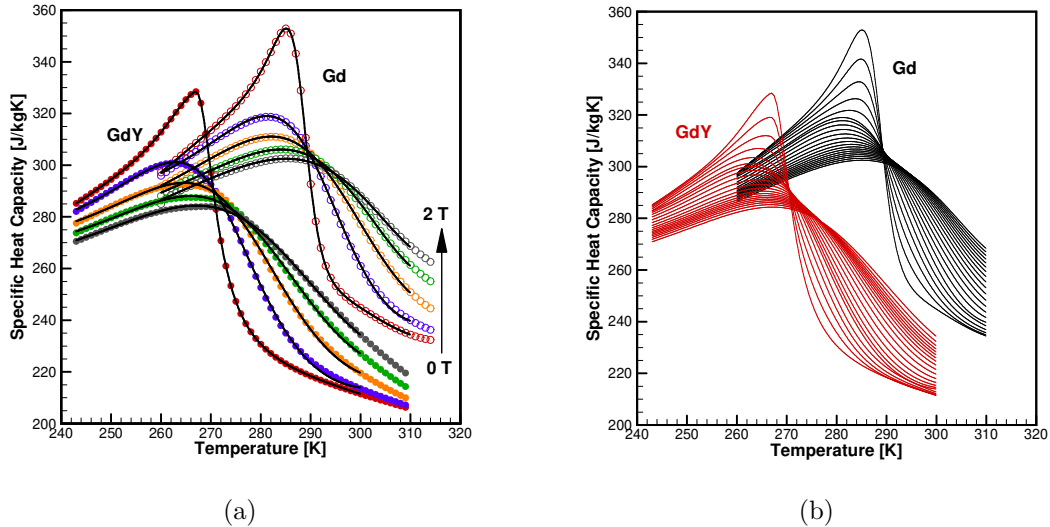 360
340
320
300
280
260
240
220
200
Specific Heat Capacity [J/kgK]
Gd
GdY
2 T
0 T
240 250 260 270 280 290 300 310 320
Temperature [K]
(a)
360
340
320
300
280
260
240
220
200
Specific Heat Capacity [J/kgK]
Gd
GdY
240 250 260 270 280 290 300 310 320
Temperature [K]
(b)